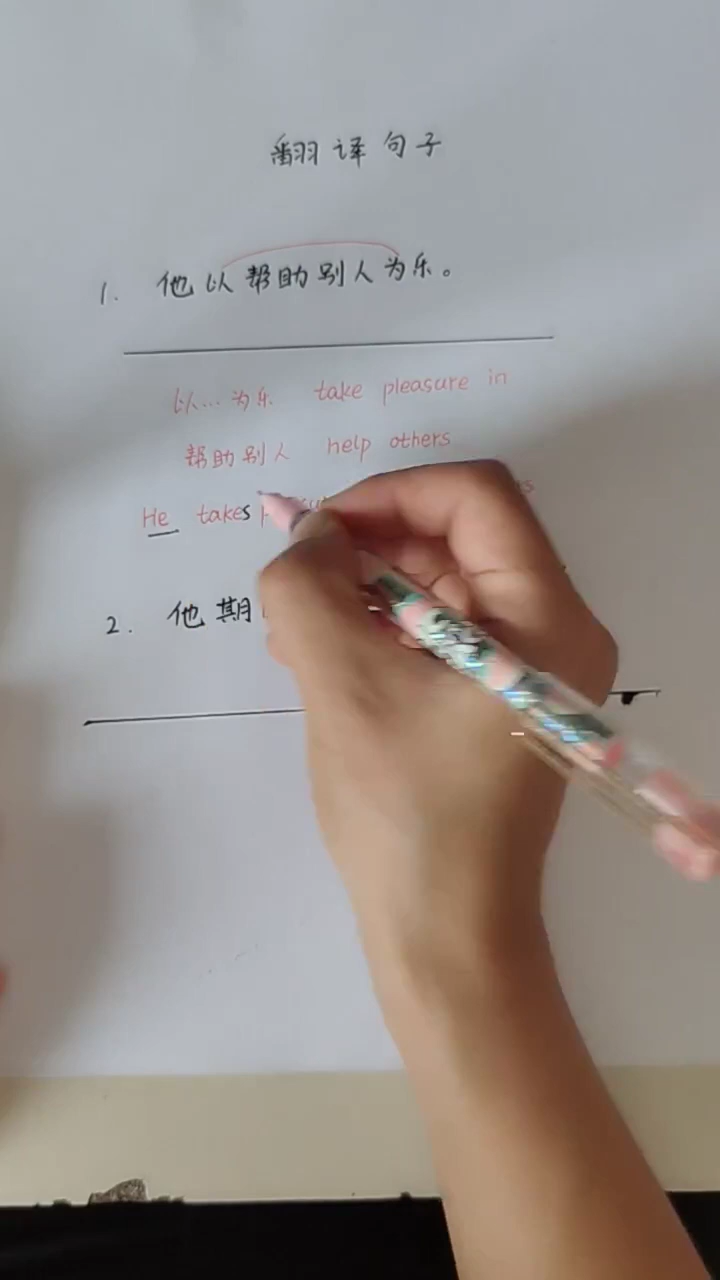 翻译句子
1. 他以帮助别人为乐。
以...为乐 take pleasure in
帮助别人 help others
He takes
2. 他期